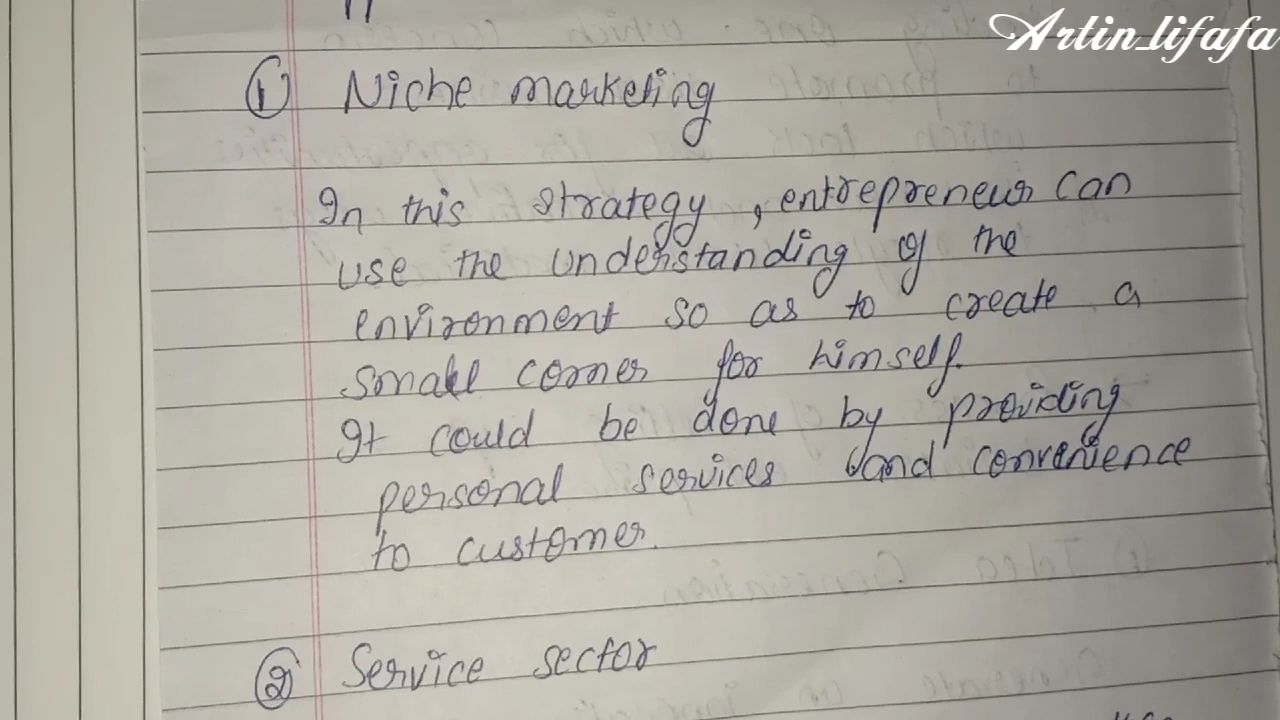 Artin_lifafa
① Niche marketing
In this strategy, entrepreneur can
use the understanding of the
environment so as to create a
small corner for himself.
It could be done by providing
personal services and convenience
to customer.
② Service sector